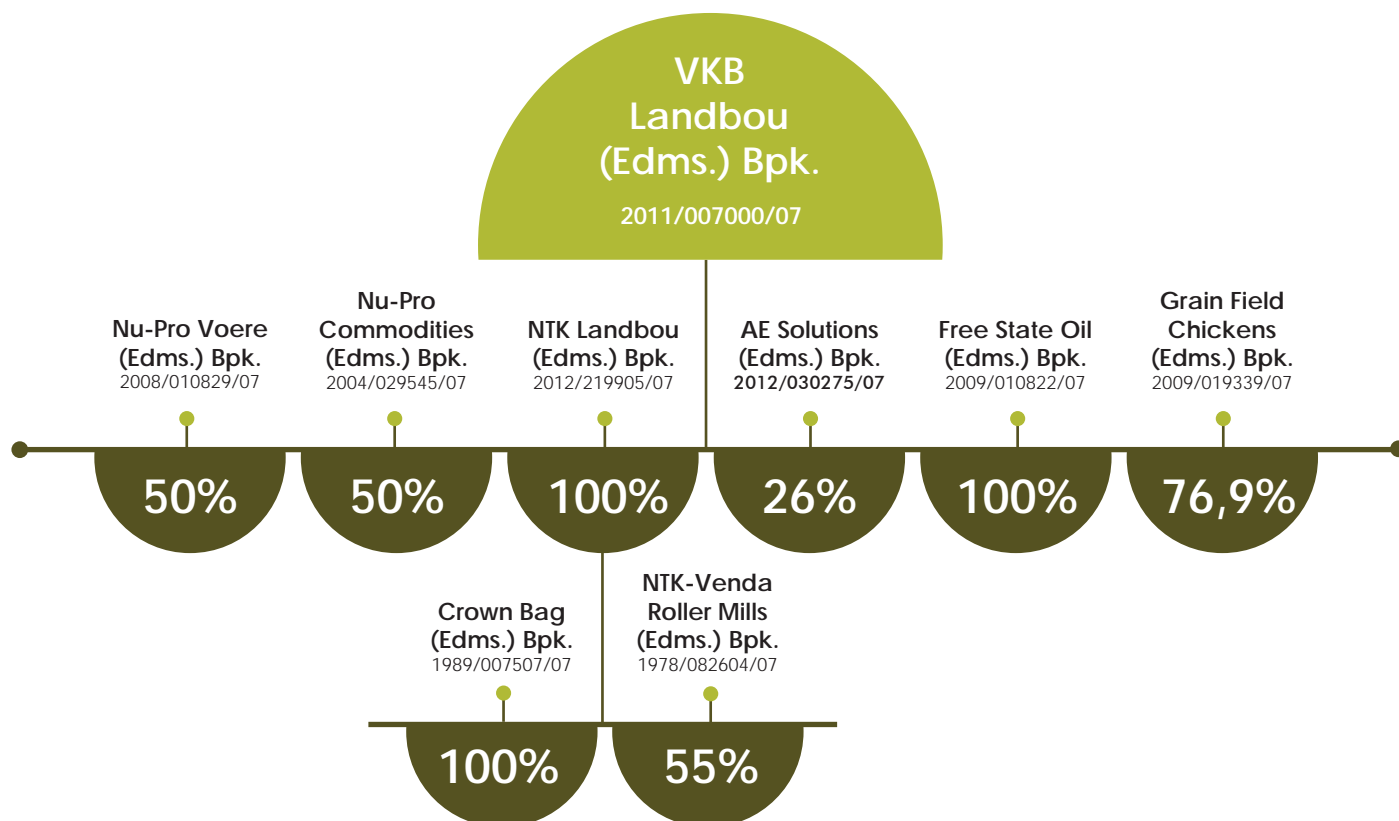 VKB
Landbou
(Edms.) Bpk.
2011/007000/07
Nu-Pro Voere
(Edms.) Bpk.
2008/010829/07
Nu-Pro
Commodities
(Edms.) Bpk.
2004/029545/07
NTK Landbou
(Edms.) Bpk.
2012/219905/07
AE Solutions
(Edms.) Bpk.
2012/030275/07
Free State Oil
(Edms.) Bpk.
2009/010822/07
Grain Field
Chickens
(Edms.) Bpk.
2009/019339/07
50%
50%
100%
26%
100%
76,9%
Crown Bag
(Edms.) Bpk.
1989/007507/07
NTK-Venda
Roller Mills
(Edms.) Bpk.
1978/082604/07
100%
55%